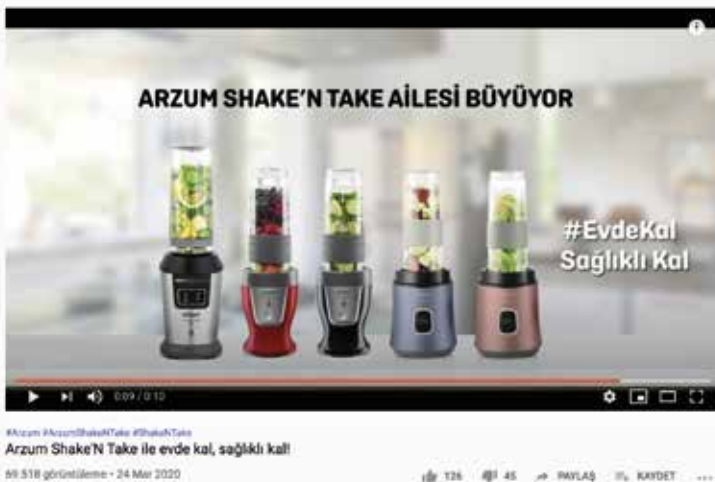 ARZUM SHAKE'N TAKE AİLESİ BÜYÜYOR
#EvdeKal
Sağlıklı Kal
0:09 / 0:10
#Arzum #ArzumShakeNTake #ShakeNTake
Arzum Shake'N Take ile evde kal, sağlıklı kal!
69.518 görüntüleme • 24 Mar 2020
126 45 PAYLAŞ KAYDET ...